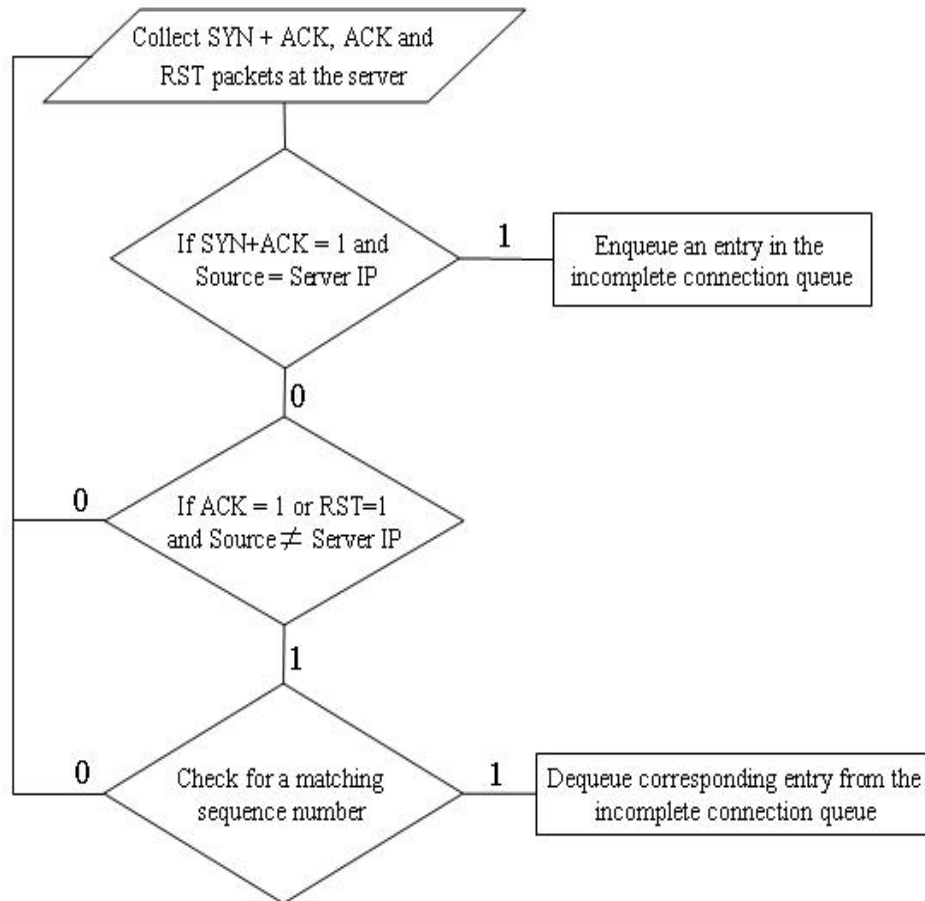 Collect SYN + ACK, ACK and
RST packets at the server
If SYN+ACK = 1 and
Source = Server IP
1
Enqueue an entry in the
incomplete connection queue
0
If ACK = 1 or RST=1
and Source ≠ Server IP
0
1
Check for a matching
sequence number
0
1
Dequeue corresponding entry from the
incomplete connection queue